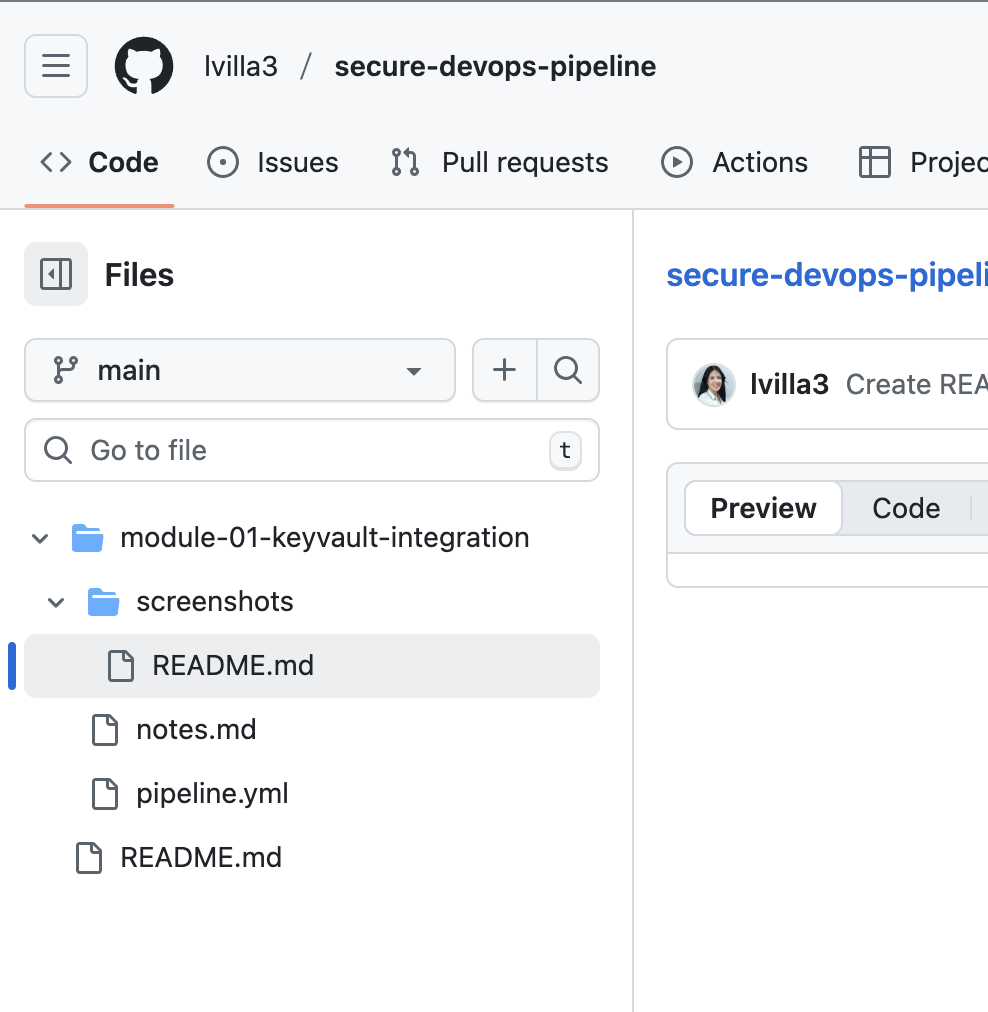 lvilla3 / secure-devops-pipeline
Code Issues Pull requests Actions Projec
Files
main
Go to file t
module-01-keyvault-integration
screenshots
README.md
notes.md
pipeline.yml
README.md
secure-devops-pipeli
lvilla3 Create REA
Preview Code